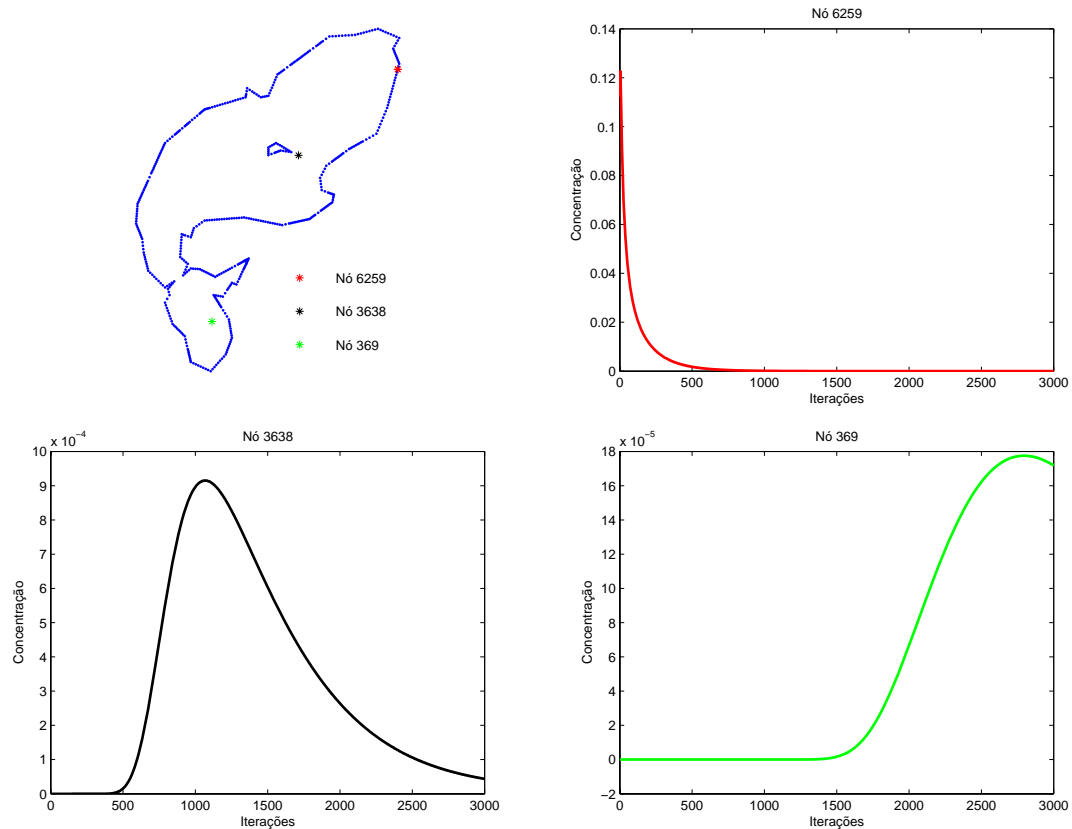 Nó 6259
Nó 3638
Nó 369
Nó 6259
0.14
0.12
0.1
0.08
0.06
0.04
0.02
0
Concentração
0 500 1000 1500 2000 2500 3000
Iterações
Nó 3638
x 10⁻⁴
10
9
8
7
6
5
4
3
2
1
0
Concentração
0 500 1000 1500 2000 2500 3000
Iterações
Nó 369
x 10⁻⁵
18
16
14
12
10
8
6
4
2
0
−2
Concentração
0 500 1000 1500 2000 2500 3000
Iterações